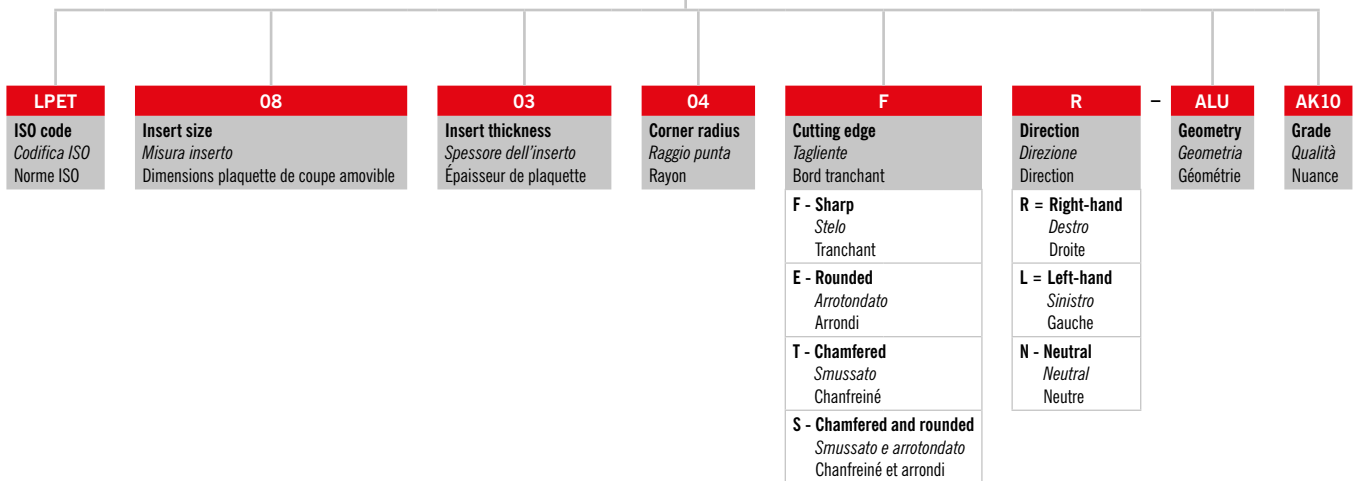 LPET
ISO code
Codifica ISO
Norme ISO
08
Insert size
Misura inserto
Dimensions plaquette de coupe amovible
03
Insert thickness
Spessore dell'inserto
Épaisseur de plaquette
04
Corner radius
Raggio punta
Rayon
F
Cutting edge
Tagliente
Bord tranchant
F - Sharp
Stelo
Tranchant
E - Rounded
Arrotondato
Arrondi
T - Chamfered
Smussato
Chanfreiné
S - Chamfered and rounded
Smussato e arrotondato
Chanfreiné et arrondi
R
Direction
Direzione
Direction
R = Right-hand
Destro
Droite
L = Left-hand
Sinistro
Gauche
N - Neutral
Neutral
Neutre
–
ALU
Geometry
Geometria
Géométrie
AK10
Grade
Qualità
Nuance